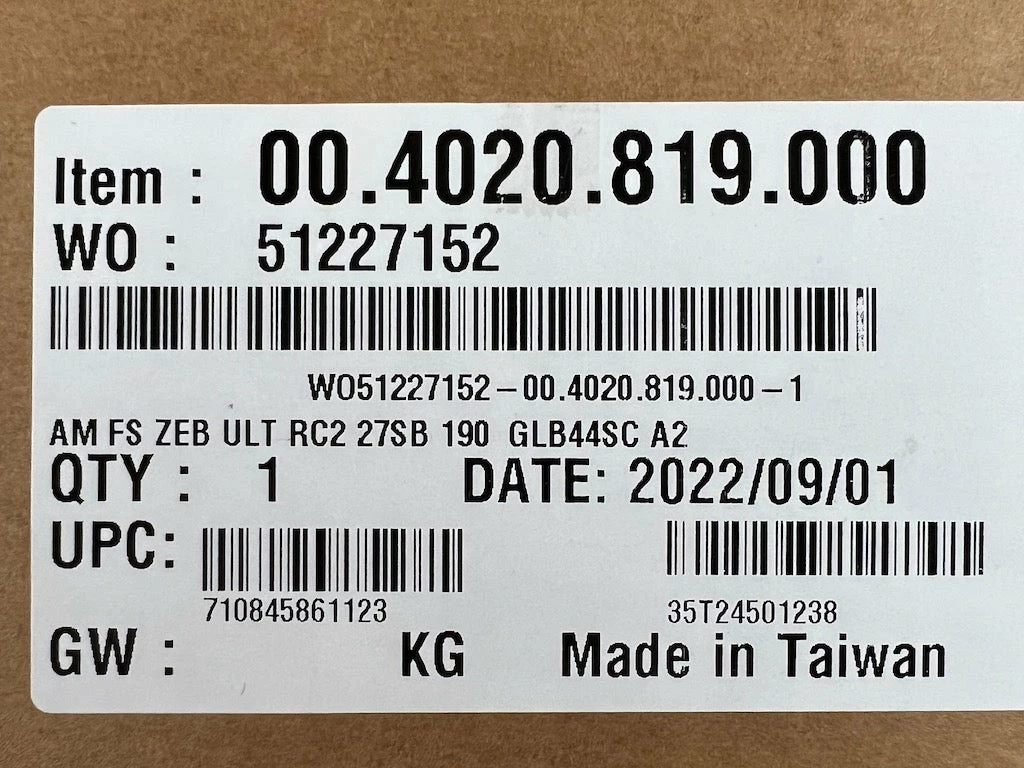 Item : 00.4020.819.000
WO : 51227152
WO51227152-00.4020.819.000-1
AM FS ZEB ULT RC2 27SB 190 GLB44SC A2
QTY : 1 DATE: 2022/09/01
UPC:
710845861123 35T24501238
GW : KG Made in Taiwan